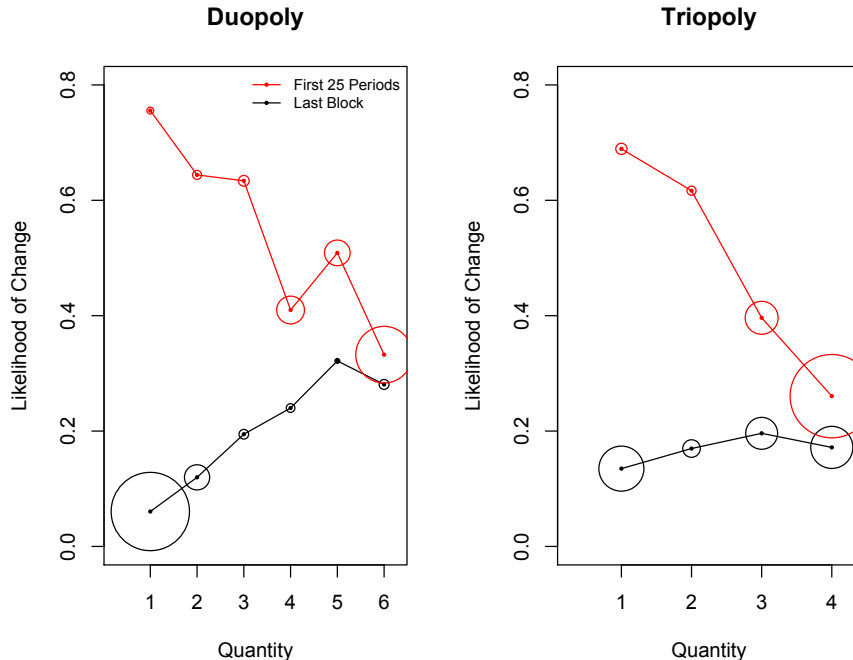 Duopoly
Triopoly
Likelihood of Change
0.0 0.2 0.4 0.6 0.8
First 25 Periods
Last Block
1 2 3 4 5 6
Quantity
Likelihood of Change
0.0 0.2 0.4 0.6 0.8
1 2 3 4
Quantity